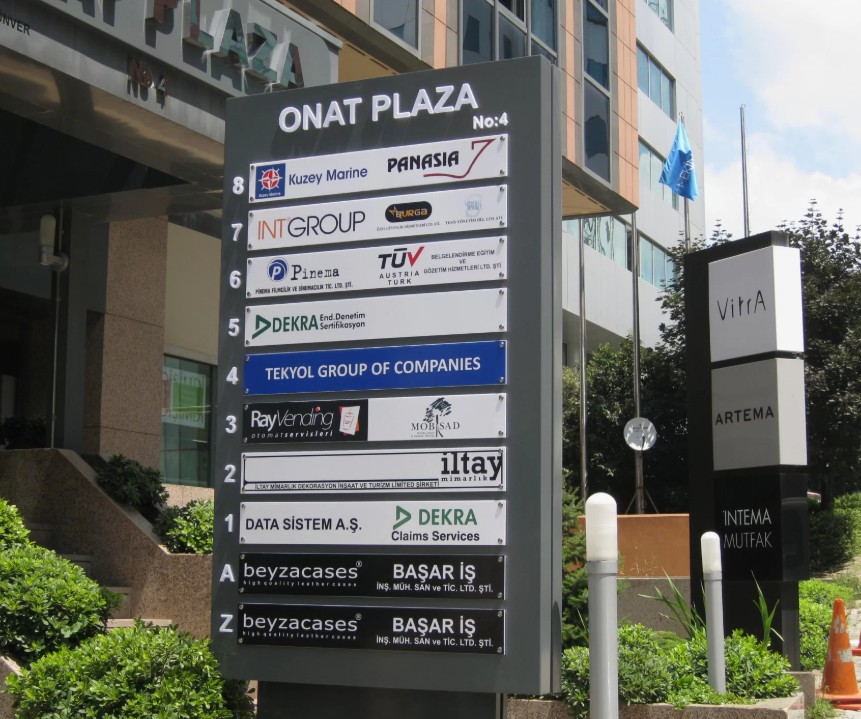 PLAZA
No 4
ONAT PLAZA
No:4
8 Kuzey Marine PANASIA 7
7 INTGROUP BURGA
6 Pinema TÜV BELGELENDİRME EĞİTİM
AUSTRIA VE
TURK GÖZETİM HİZMETLERİ LTD. ŞTİ
PİNEMA FİLMCİLİK VE SİNEMACILIK TİC. LTD. ŞTİ.
5 DEKRA End.Denetim
Sertifikasyon
4 TEKYOL GROUP OF COMPANIES
3 RayVending MOBSAD
otomatservisleri
2 iltay
mimarlık
İLTAY MİMARLIK DEKORASYON İNŞAAT VE TURİZM LİMİTED ŞİRKETİ
1 DATA SİSTEM A.Ş. DEKRA
Claims Services
A beyzacases® BAŞAR İŞ
high quality leather cases İNŞ. MÜH. SAN ve TİC. LTD. ŞTİ.
Z beyzacases® BAŞAR İŞ
high quality leather cases İNŞ. MÜH. SAN ve TİC. LTD. ŞTİ.
VitrA
ARTEMA
İNTEMA
MUTFAK